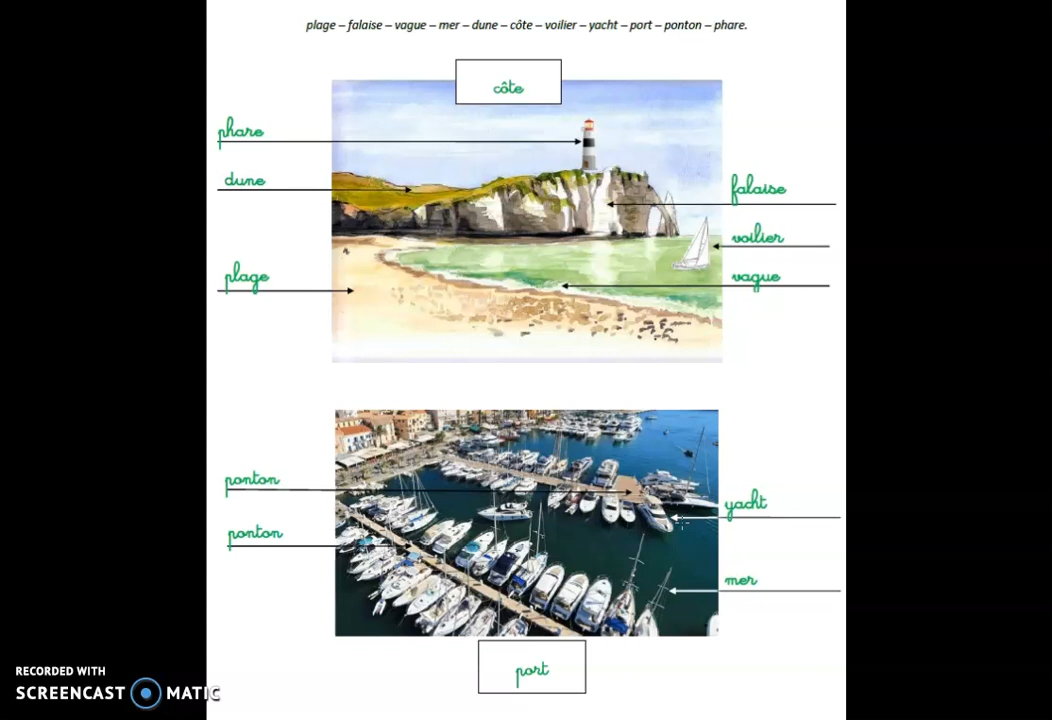 plage – falaise – vague – mer – dune – côte – voilier – yacht – port – ponton – phare.
côte
phare
dune
falaise
voilier
plage
vague
ponton
yacht
ponton
mer
port
RECORDED WITH
SCREENCAST MATIC